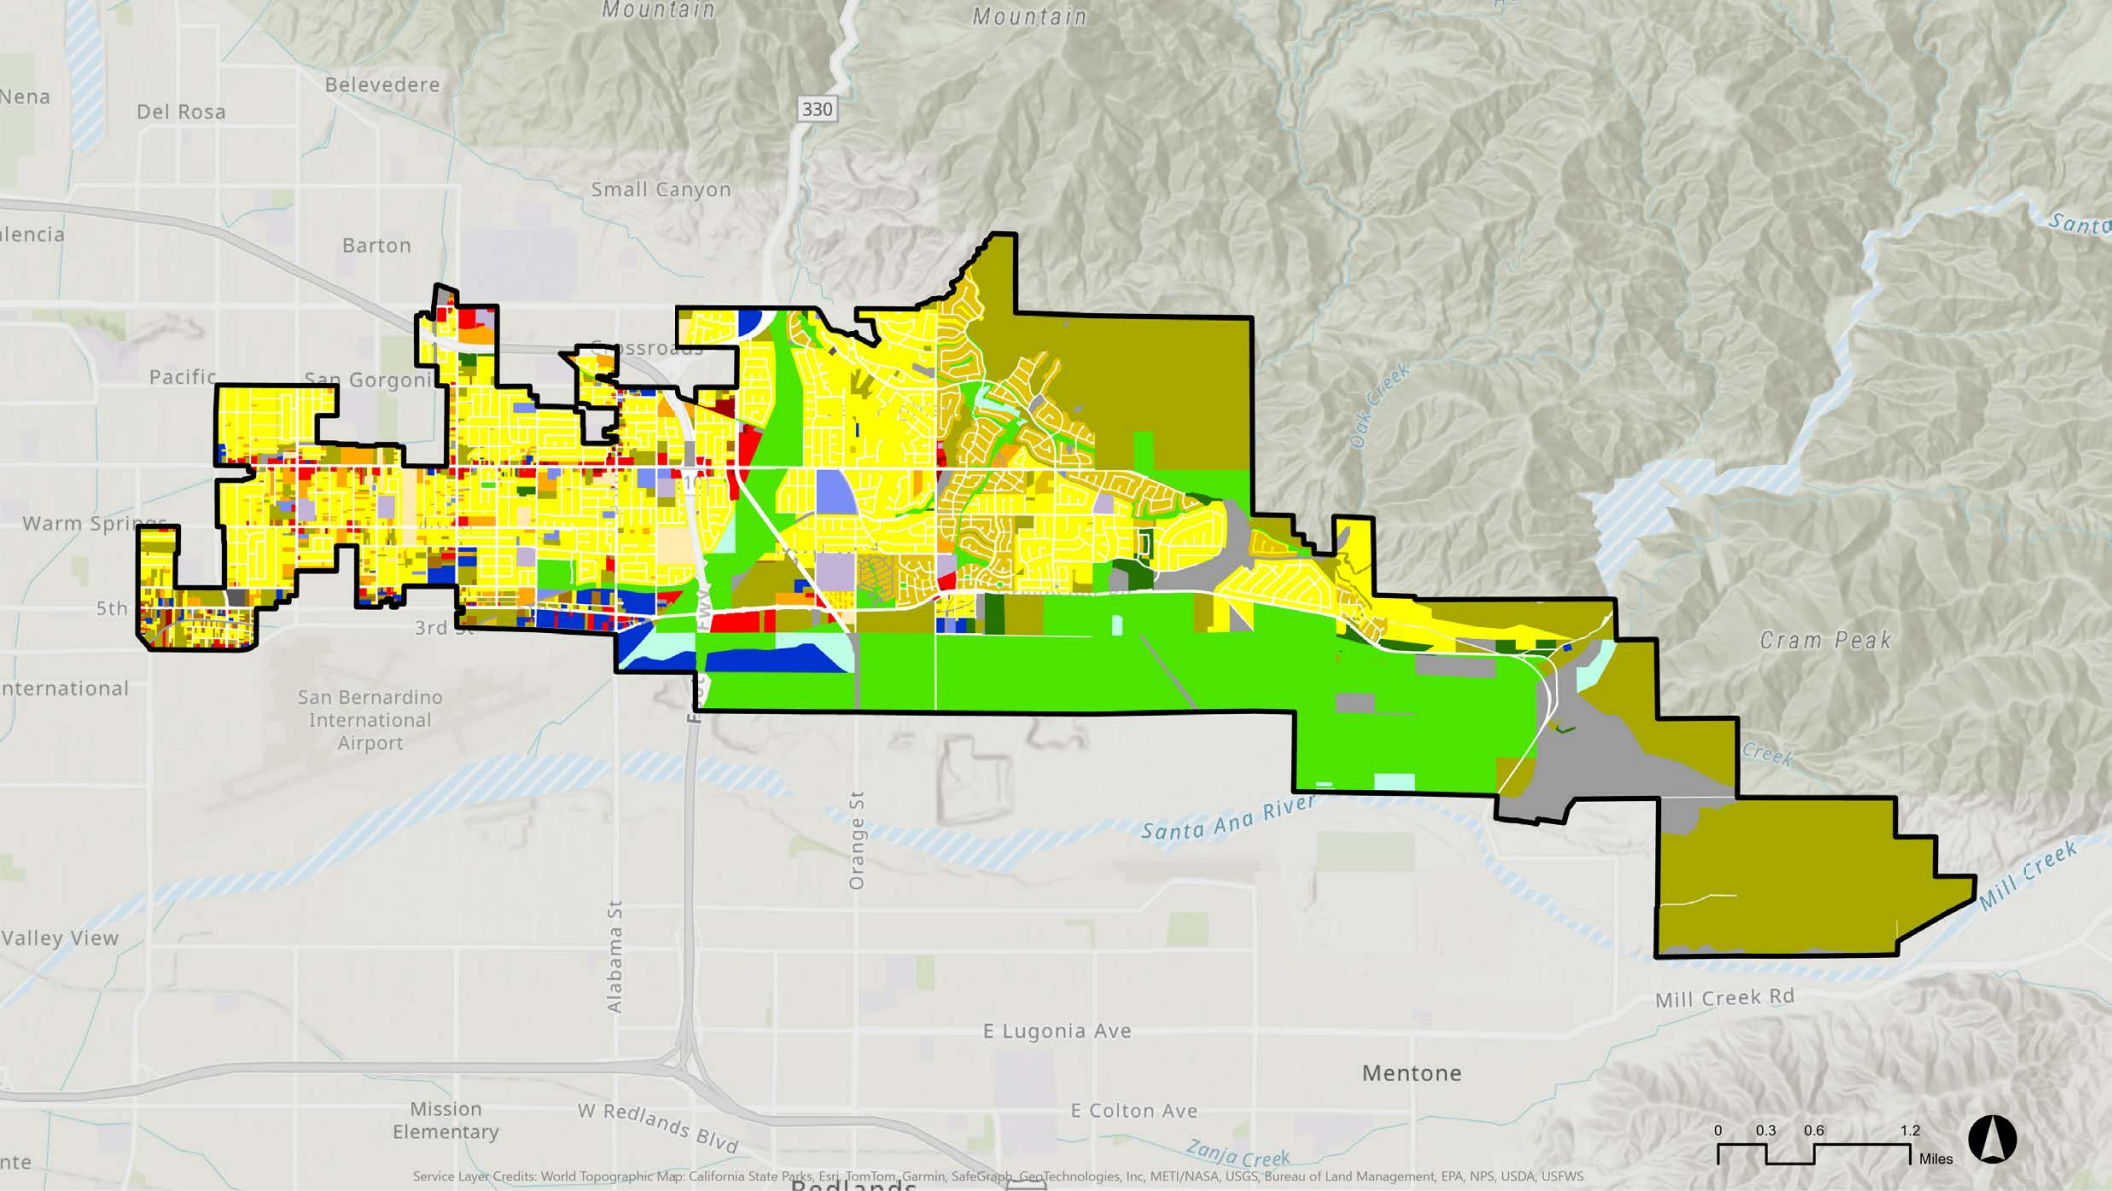 Mountain
Mountain
Belevedere
Nena
Del Rosa
330
Small Canyon
Santa
Barton
Crossroads
Pacific
San Gorgoni
Oak Creek
10
Warm Springs
5th
3rd St
Fwy
Cram Peak
San Bernardino
International
Airport
Creek
Orange St
Santa Ana River
Mill Creek
Alabama St
Valley View
Mill Creek Rd
E Lugonia Ave
Mentone
Mission
Elementary
W Redlands Blvd
E Colton Ave
Zanja Creek
0 0.3 0.6 1.2
Miles
Service Layer Credits: World Topographic Map: California State Parks, Esri, TomTom, Garmin, SafeGraph, GeoTechnologies, Inc, METI/NASA, USGS, Bureau of Land Management, EPA, NPS, USDA, USFWS
Redlands